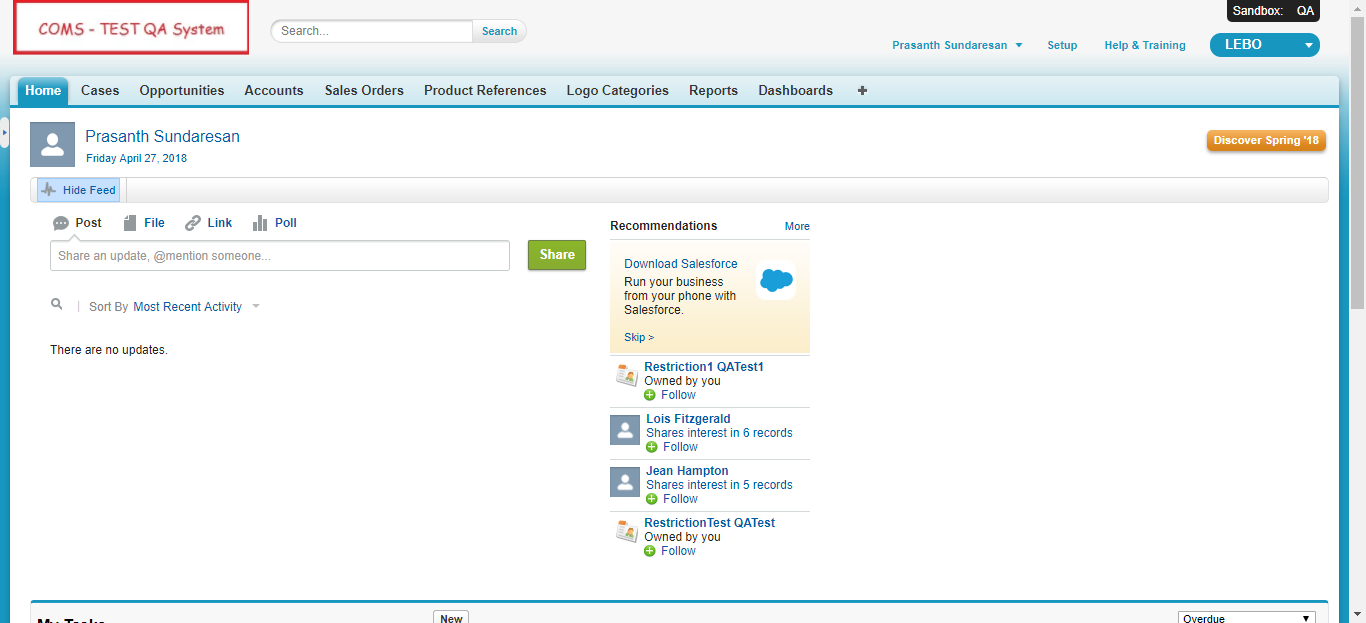 Sandbox: QA
COMS - TEST QA System
Search...
Search
Prasanth Sundaresan
Setup
Help & Training
LEBO
Home
Cases
Opportunities
Accounts
Sales Orders
Product References
Logo Categories
Reports
Dashboards
+
Prasanth Sundaresan
Friday April 27, 2018
Discover Spring '18
Hide Feed
Post
File
Link
Poll
Share an update, @mention someone...
Share
Sort By Most Recent Activity
There are no updates.
Recommendations
More
Download Salesforce
Run your business
from your phone with
Salesforce.
Skip >
Restriction1 QATest1
Owned by you
Follow
Lois Fitzgerald
Shares interest in 6 records
Follow
Jean Hampton
Shares interest in 5 records
Follow
RestrictionTest QATest
Owned by you
Follow
My Tasks
New
Overdue